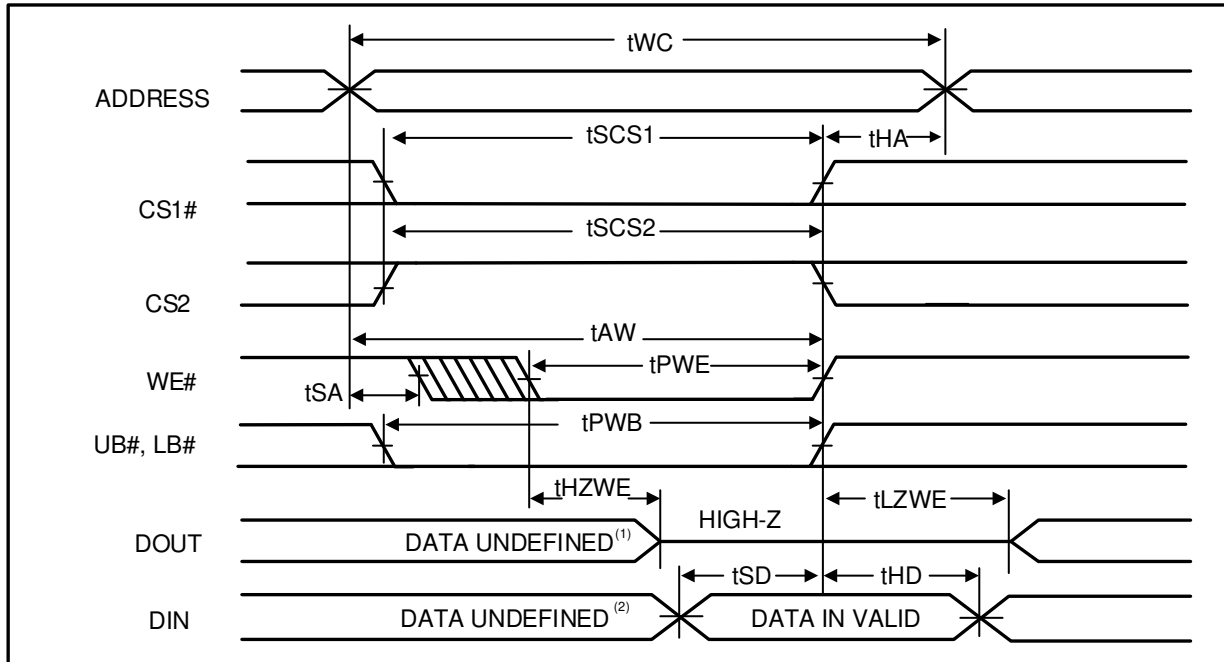 tWC
ADDRESS
tSCS1
tHA
CS1#
tSCS2
CS2
tAW
WE#
tPWE
tSA
tPWB
UB#, LB#
tHZWE
tLZWE
HIGH-Z
DOUT
DATA UNDEFINED (1)
tSD
tHD
DIN
DATA UNDEFINED (2)
DATA IN VALID